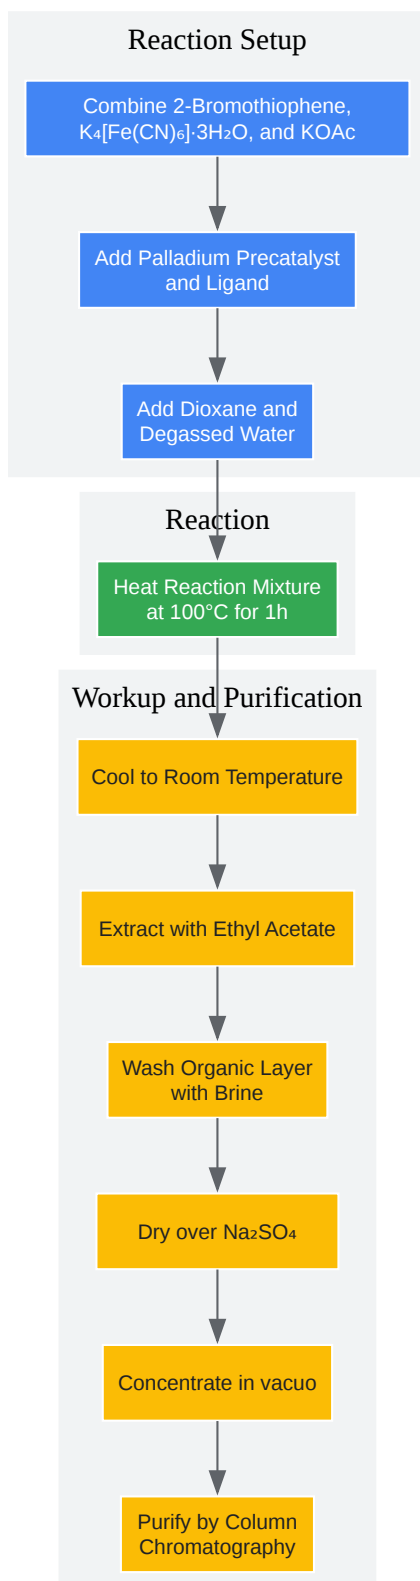 Reaction Setup
Combine 2-Bromothiophene,
K₄[Fe(CN)₆]·3H₂O, and KOAc
Add Palladium Precatalyst
and Ligand
Add Dioxane and
Degassed Water
Reaction
Heat Reaction Mixture
at 100°C for 1h
Workup and Purification
Cool to Room Temperature
Extract with Ethyl Acetate
Wash Organic Layer
with Brine
Dry over Na₂SO₄
Concentrate in vacuo
Purify by Column
Chromatography